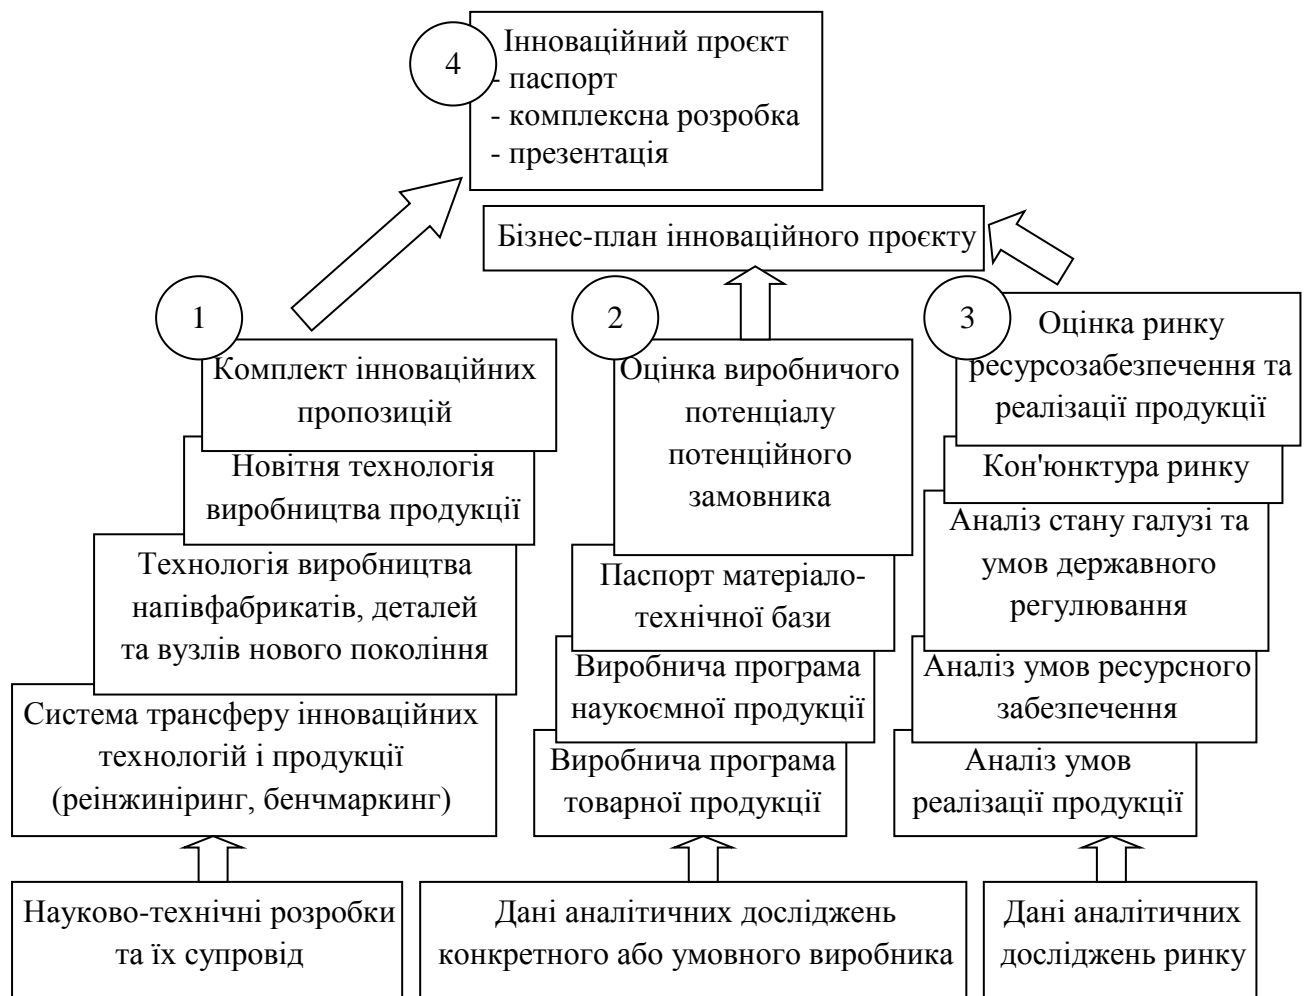 4
Інноваційний проєкт
- паспорт
- комплексна розробка
- презентація
Бізнес-план інноваційного проєкту
1
Комплект інноваційних
пропозицій
Новітня технологія
виробництва продукції
Технологія виробництва
напівфабрикатів, деталей
та вузлів нового покоління
Система трансферу інноваційних
технологій і продукції
(реінжиніринг, бенчмаркинг)
Науково-технічні розробки
та їх супровід
2
Оцінка виробничого
потенціалу
потенційного
замовника
Паспорт матеріало-
технічної бази
Виробнича програма
наукоємної продукції
Виробнича програма
товарної продукції
Дані аналітичних досліджень
конкретного або умовного виробника
3
Оцінка ринку
ресурсозабезпечення та
реалізації продукції
Кон'юнктура ринку
Аналіз стану галузі та
умов державного
регулювання
Аналіз умов ресурсного
забезпечення
Аналіз умов
реалізації продукції
Дані аналітичних
досліджень ринку